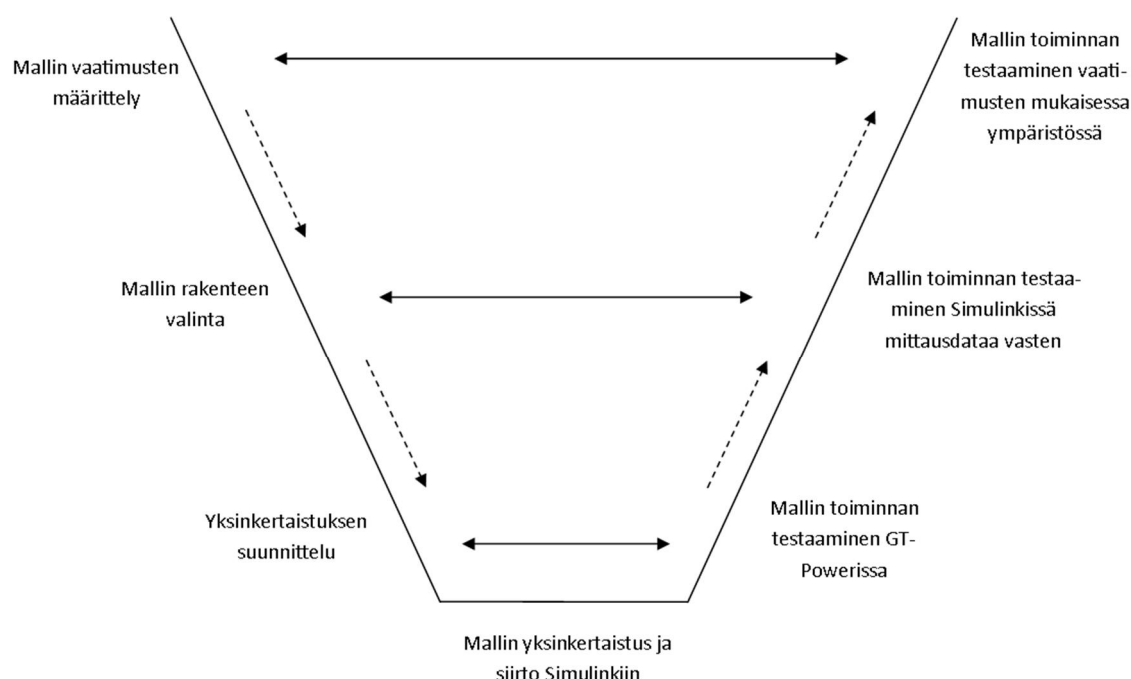 Mallin vaatimusten
määrittely
Mallin toiminnan
testaaminen vaati-
musten mukaisessa
ympäristössä
Mallin rakenteen
valinta
Mallin toiminnan testaa-
minen Simulinkissä
mittausdataa vasten
Yksinkertaistuksen
suunnittelu
Mallin toiminnan
testaaminen GT-
Powerissa
Mallin yksinkertaistus ja
siirto Simulinkiin